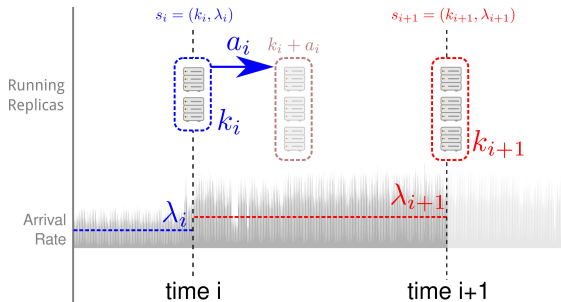 s_i = (k_i, λ_i)
s_{i+1} = (k_{i+1}, λ_{i+1})
a_i
k_i + a_i
Running
Replicas
k_i
k_{i+1}
λ_i
λ_{i+1}
Arrival
Rate
time i
time i+1